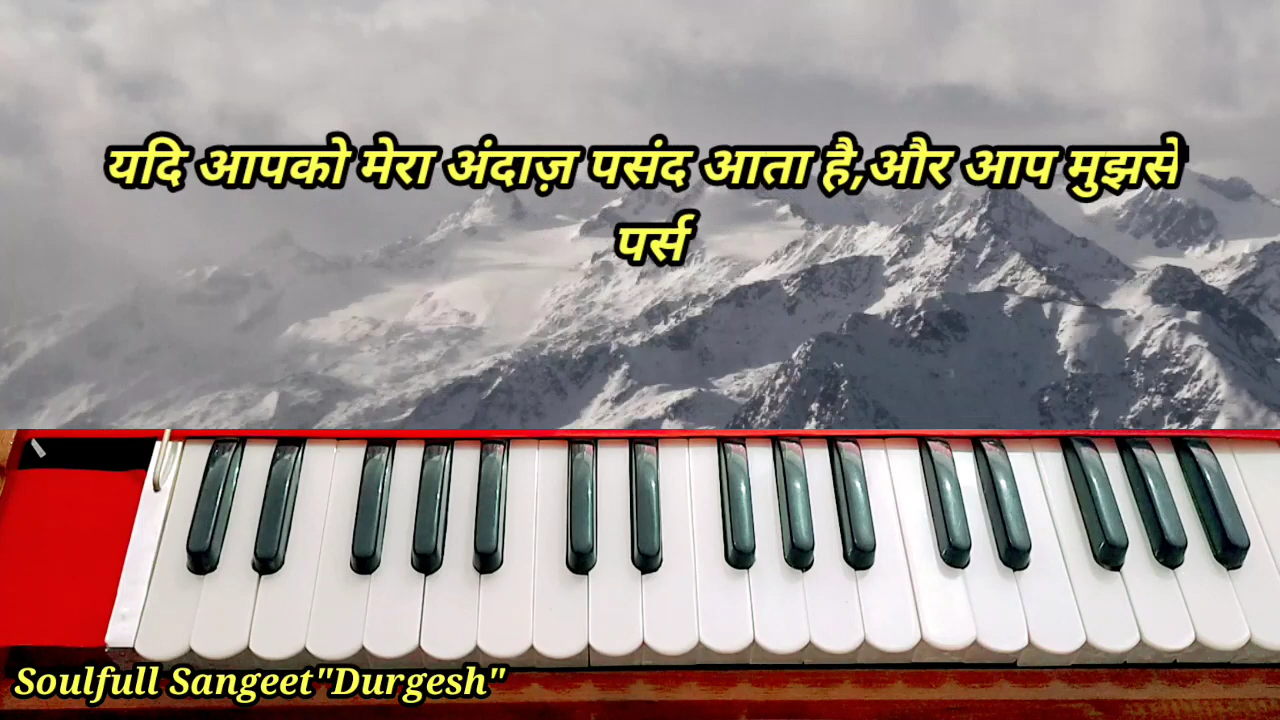 यदि आपको मेरा अंदाज़ पसंद आता है,और आप मुझसे
पर्स
Soulfull Sangeet"Durgesh"